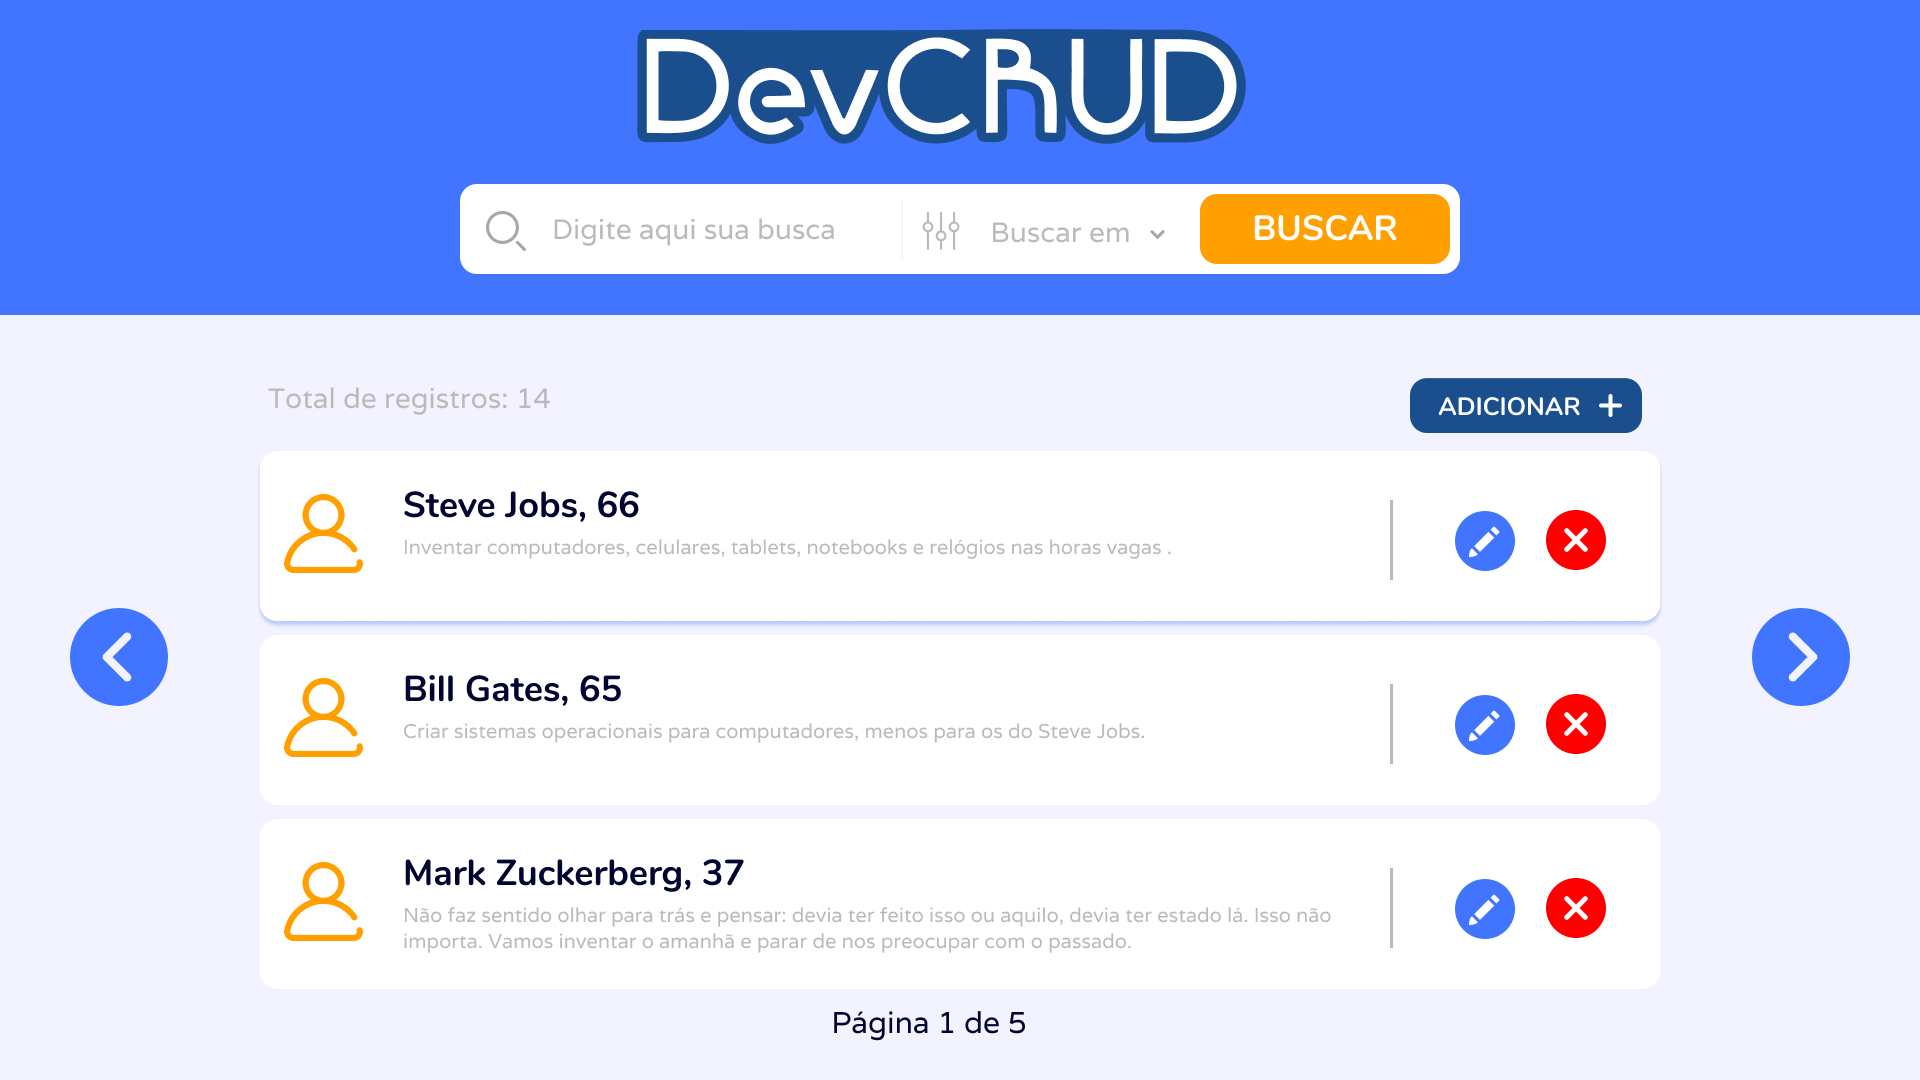 DevCRUD
Digite aqui sua busca
Buscar em
BUSCAR
Total de registros: 14
ADICIONAR
Steve Jobs, 66
Inventar computadores, celulares, tablets, notebooks e relógios nas horas vagas .
Bill Gates, 65
Criar sistemas operacionais para computadores, menos para os do Steve Jobs.
Mark Zuckerberg, 37
Não faz sentido olhar para trás e pensar: devia ter feito isso ou aquilo, devia ter estado lá. Isso não
importa. Vamos inventar o amanhã e parar de nos preocupar com o passado.
Página 1 de 5